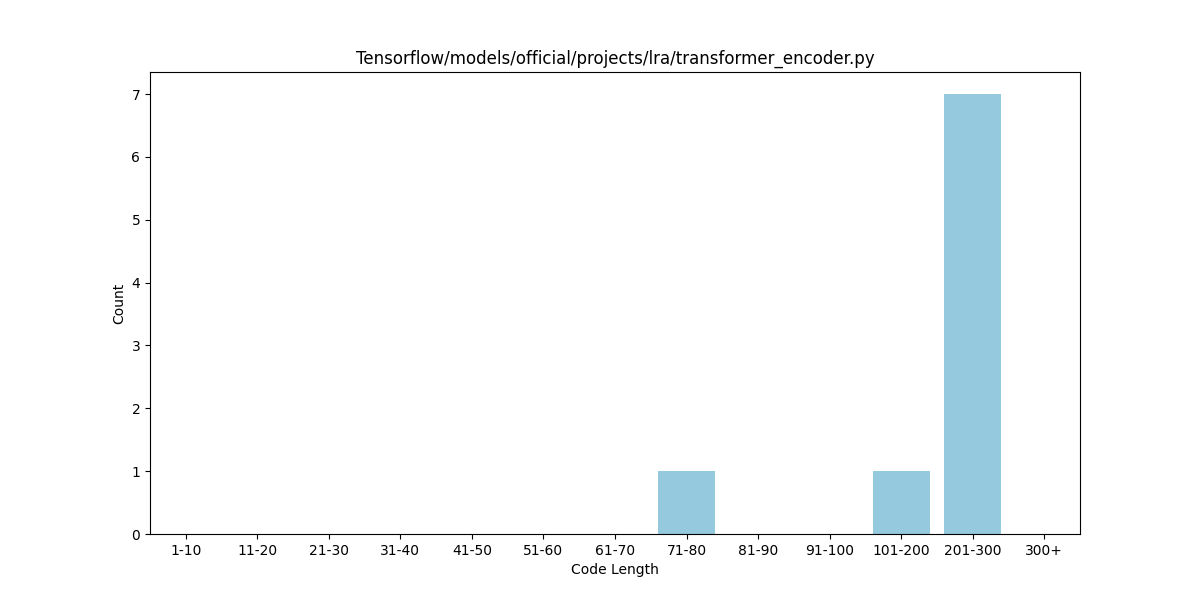 Tensorflow/models/official/projects/lra/transformer_encoder.py
7
6
5
4
3
2
1
0
Count
1-10 11-20 21-30 31-40 41-50 51-60 61-70 71-80 81-90 91-100 101-200 201-300 300+
Code Length